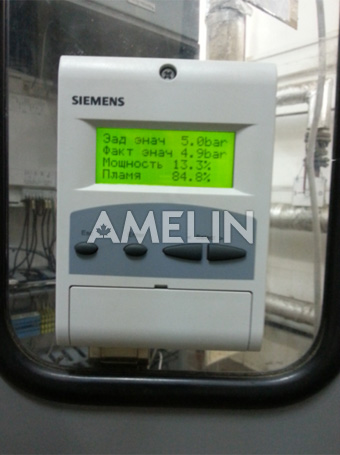 SIEMENS
Зад знач 5.0bar
Факт знач 4.9bar
Мощность 13.3%
Пламя 84.8%
AMELIN